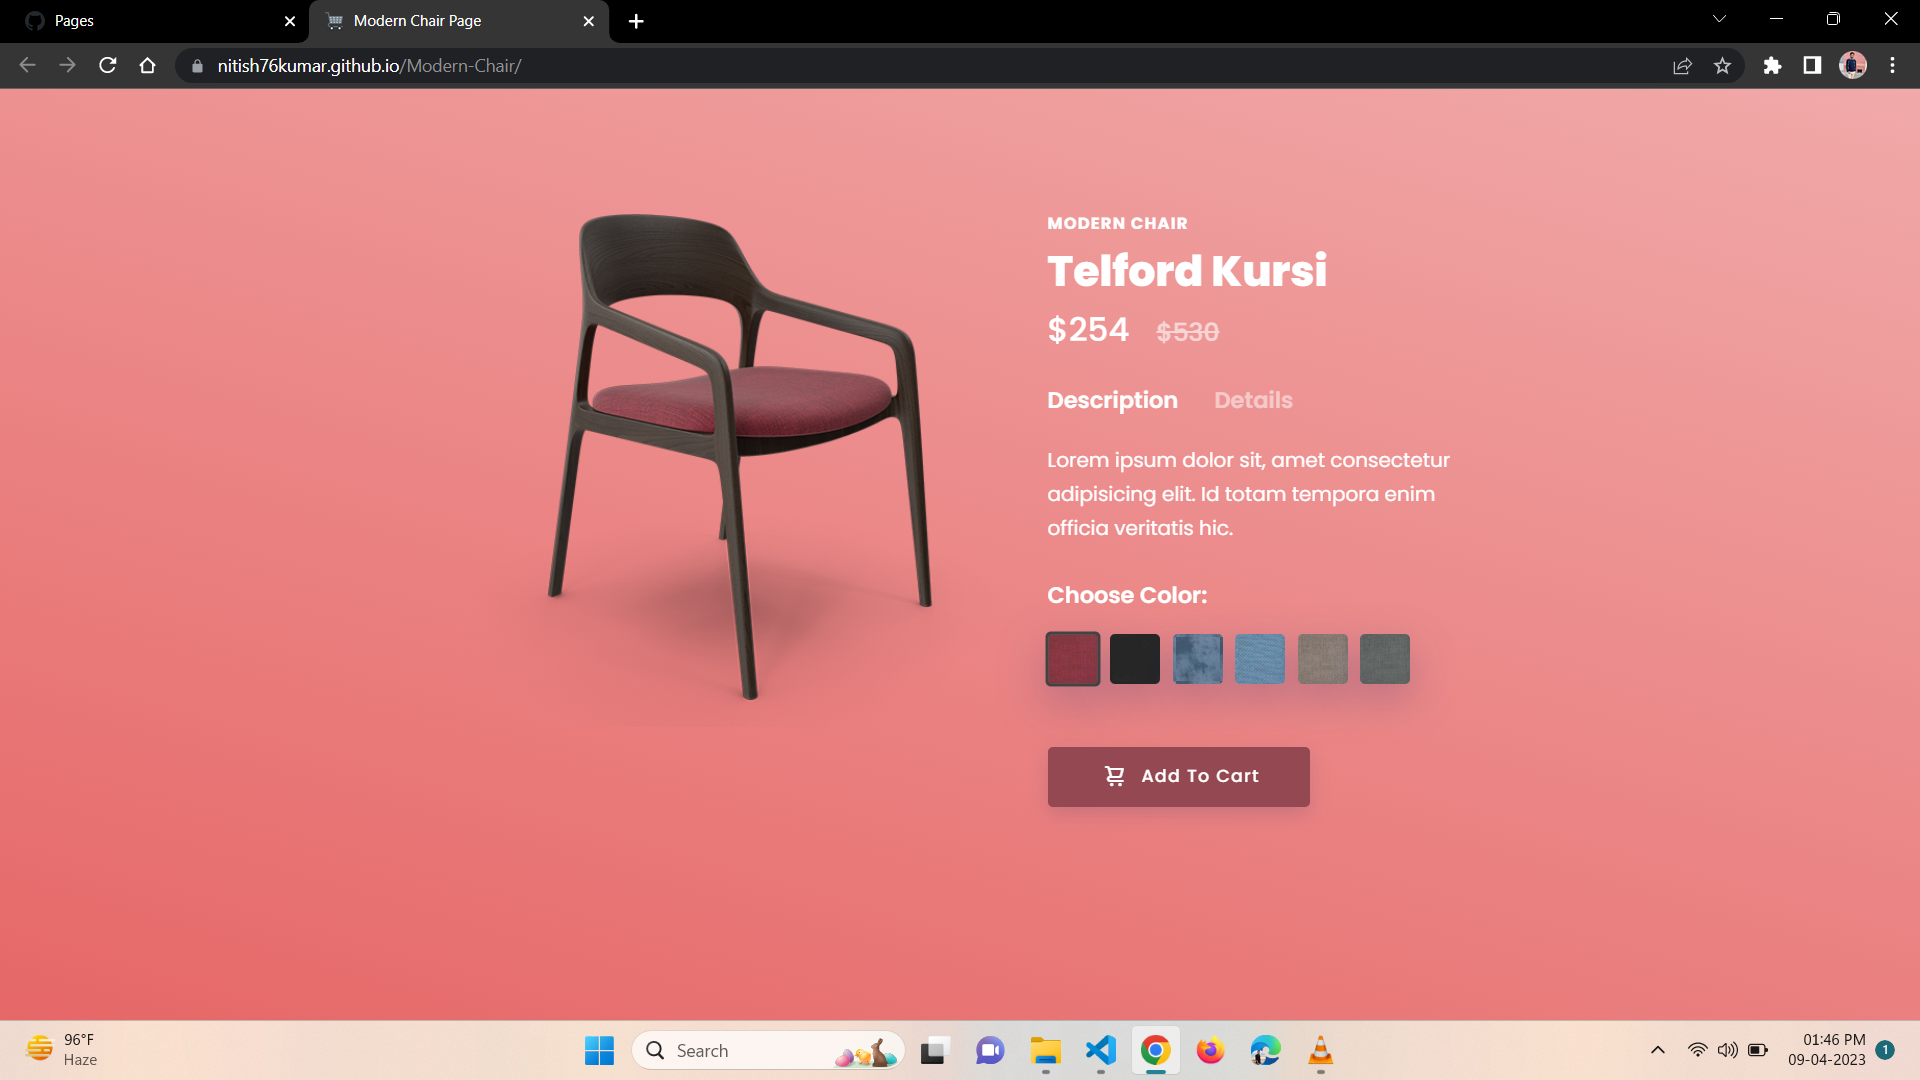 Pages
Modern Chair Page
nitish76kumar.github.io/Modern-Chair/
MODERN CHAIR
Telford Kursi
$254 $530
Description Details
Lorem ipsum dolor sit, amet consectetur
adipisicing elit. Id totam tempora enim
officia veritatis hic.
Choose Color:
Add To Cart
96°F
Haze
Search
01:46 PM
09-04-2023
1